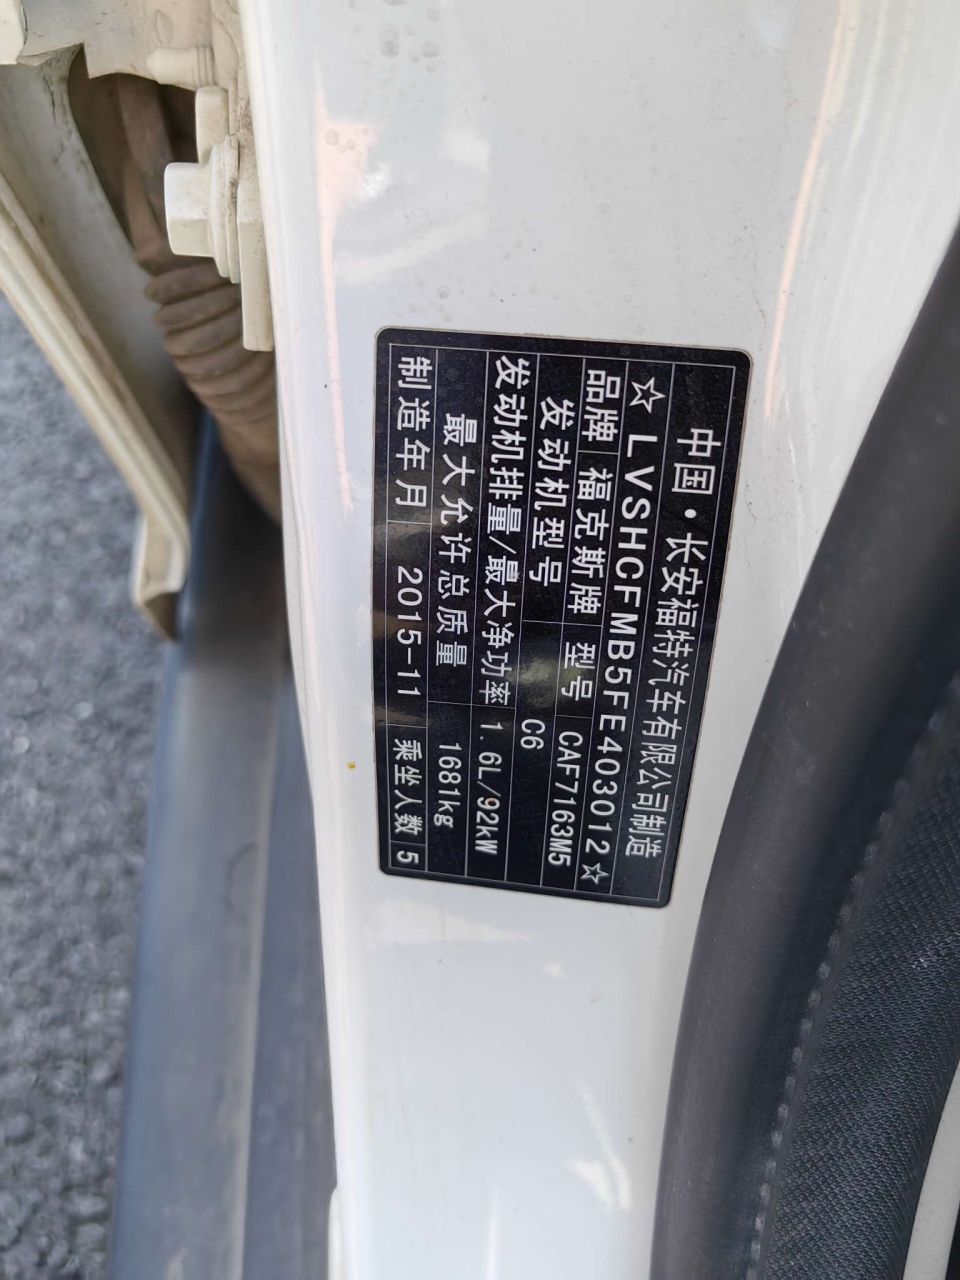 中国·长安福特汽车有限公司制造
☆LVSHCFMB5FE403012☆
品牌 福克斯牌 型号 CAF7163M5
发动机型号 C6
发动机排量/最大净功率 1.6L/92kW
最大允许总质量 1681kg
制造年月 2015-11 乘坐人数 5